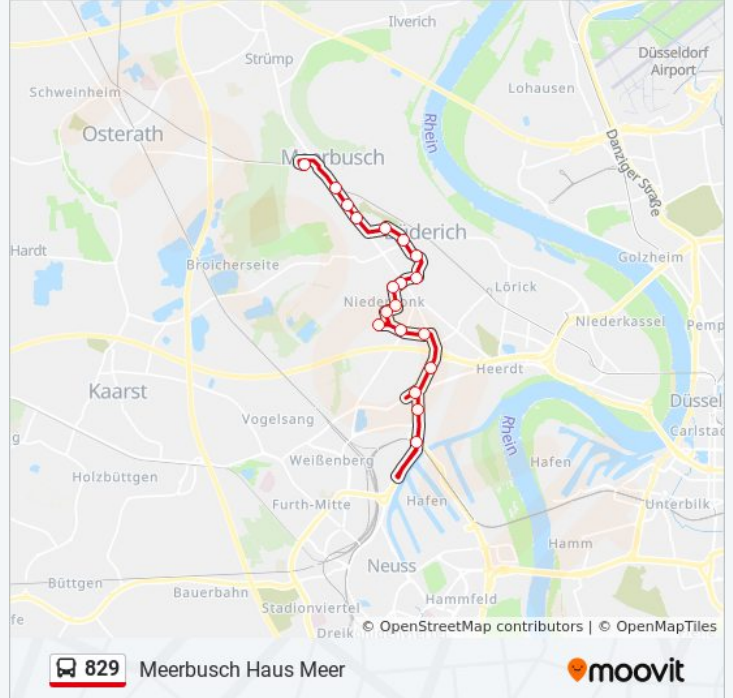 Ilverich
Strümp
Düsseldorf
Airport
Schweinheim
Lohausen
Osterath
Rhein
Meerbusch
Danziger Straße
Büderich
Hardt
Broicherseite
Golzheim
Lörick
Niederdonk
Niederkassel
Pemp
Heerdt
Kaarst
Düssel
Vogelsang
Rhein
Carlstad
g
Weißenberg
Hafen
Holzbüttgen
Furth-Mitte
Hafen
Unterbilk
Hamm
Neuss
Büttgen
Bauerbahn
Hammfeld
Stadionviertel
fe
Dreik
© OpenStreetMap contributors | © OpenMapTiles
829 Meerbusch Haus Meer
moovit